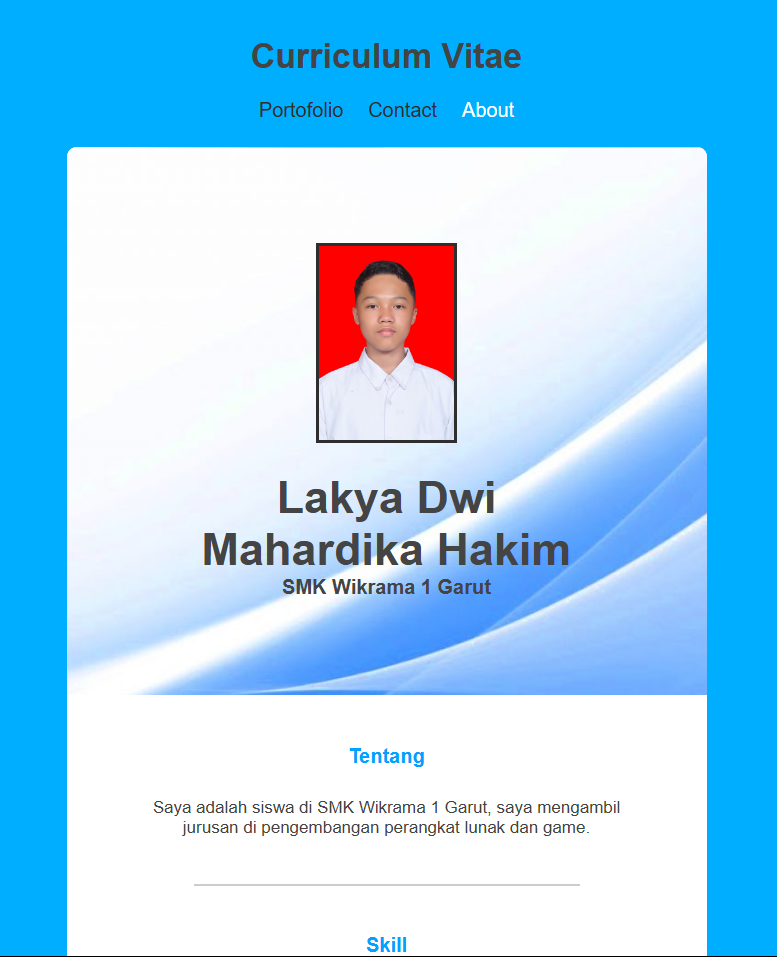 Curriculum Vitae
Portofolio Contact About
Lakya Dwi
Mahardika Hakim
SMK Wikrama 1 Garut
Tentang
Saya adalah siswa di SMK Wikrama 1 Garut, saya mengambil
jurusan di pengembangan perangkat lunak dan game.
Skill